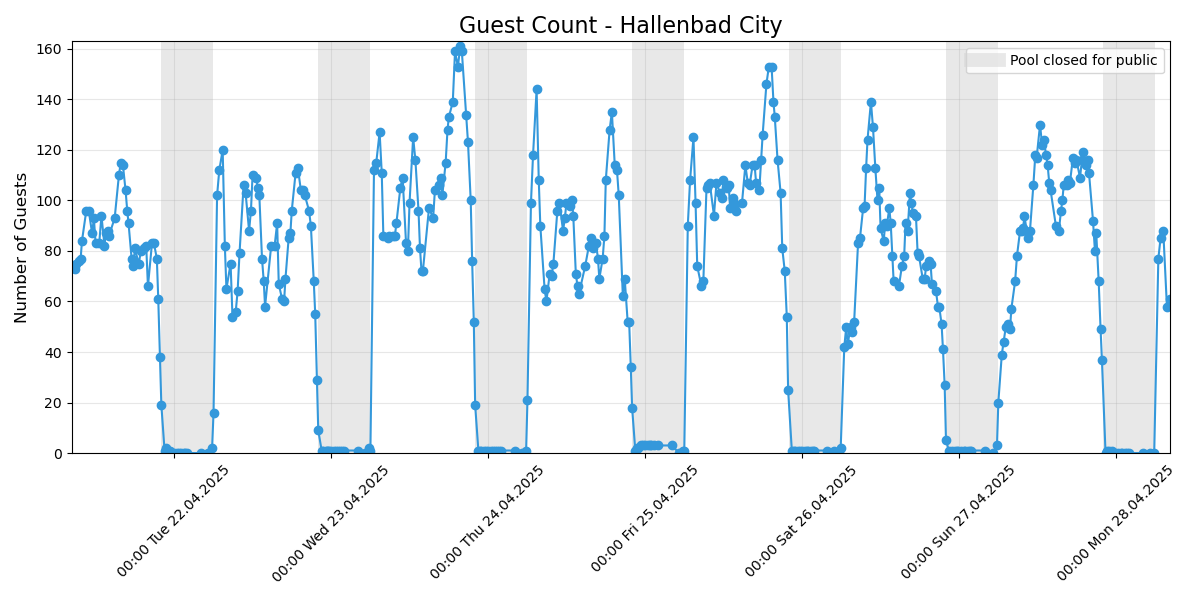 Guest Count - Hallenbad City
Number of Guests
160
140
120
100
80
60
40
20
0
Pool closed for public
00:00 Tue 22.04.2025
00:00 Wed 23.04.2025
00:00 Thu 24.04.2025
00:00 Fri 25.04.2025
00:00 Sat 26.04.2025
00:00 Sun 27.04.2025
00:00 Mon 28.04.2025